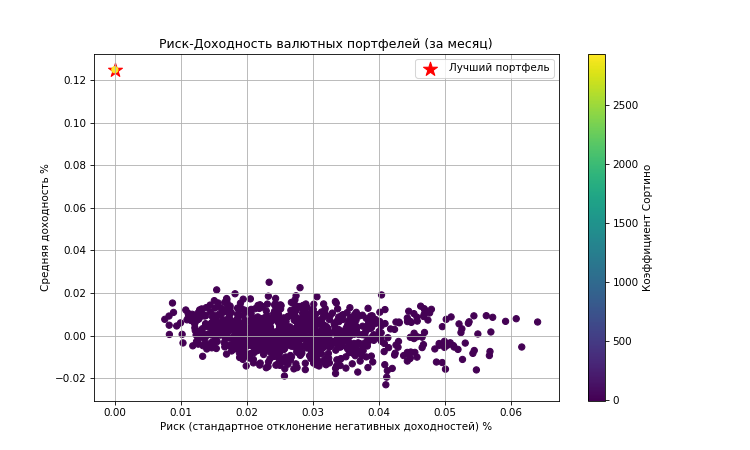 Риск-Доходность валютных портфелей (за месяц)
Лучший портфель
Средняя доходность %
0.12
0.10
0.08
0.06
0.04
0.02
0.00
−0.02
0.00 0.01 0.02 0.03 0.04 0.05 0.06
Риск (стандартное отклонение негативных доходностей) %
2500
2000
1500
1000
500
0
Коэффициент Сортино